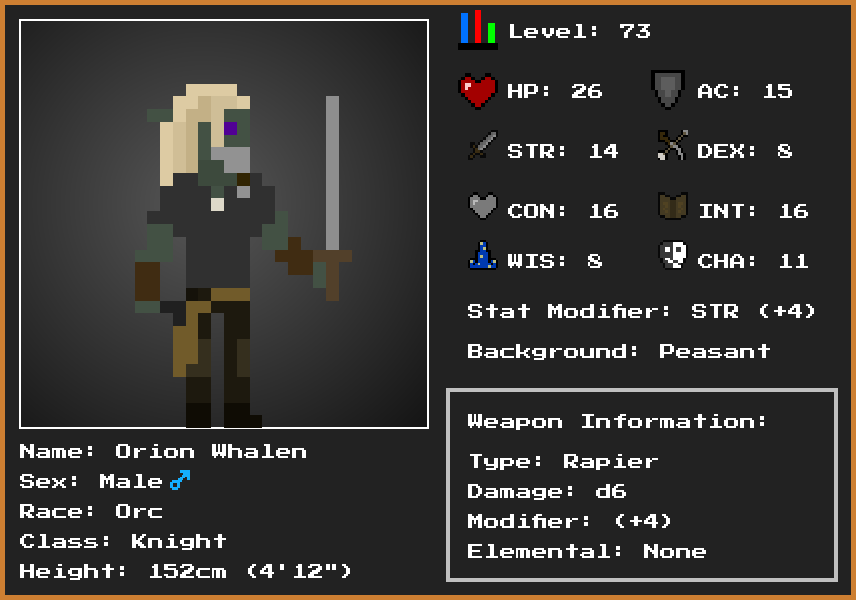 Level: 73
HP: 26
AC: 15
STR: 14
DEX: 8
CON: 16
INT: 16
WIS: 8
CHA: 11
Stat Modifier: STR (+4)
Background: Peasant
Weapon Information:
Type: Rapier
Damage: d6
Modifier: (+4)
Elemental: None
Name: Orion Whalen
Sex: Male♂
Race: Orc
Class: Knight
Height: 152cm (4'12")